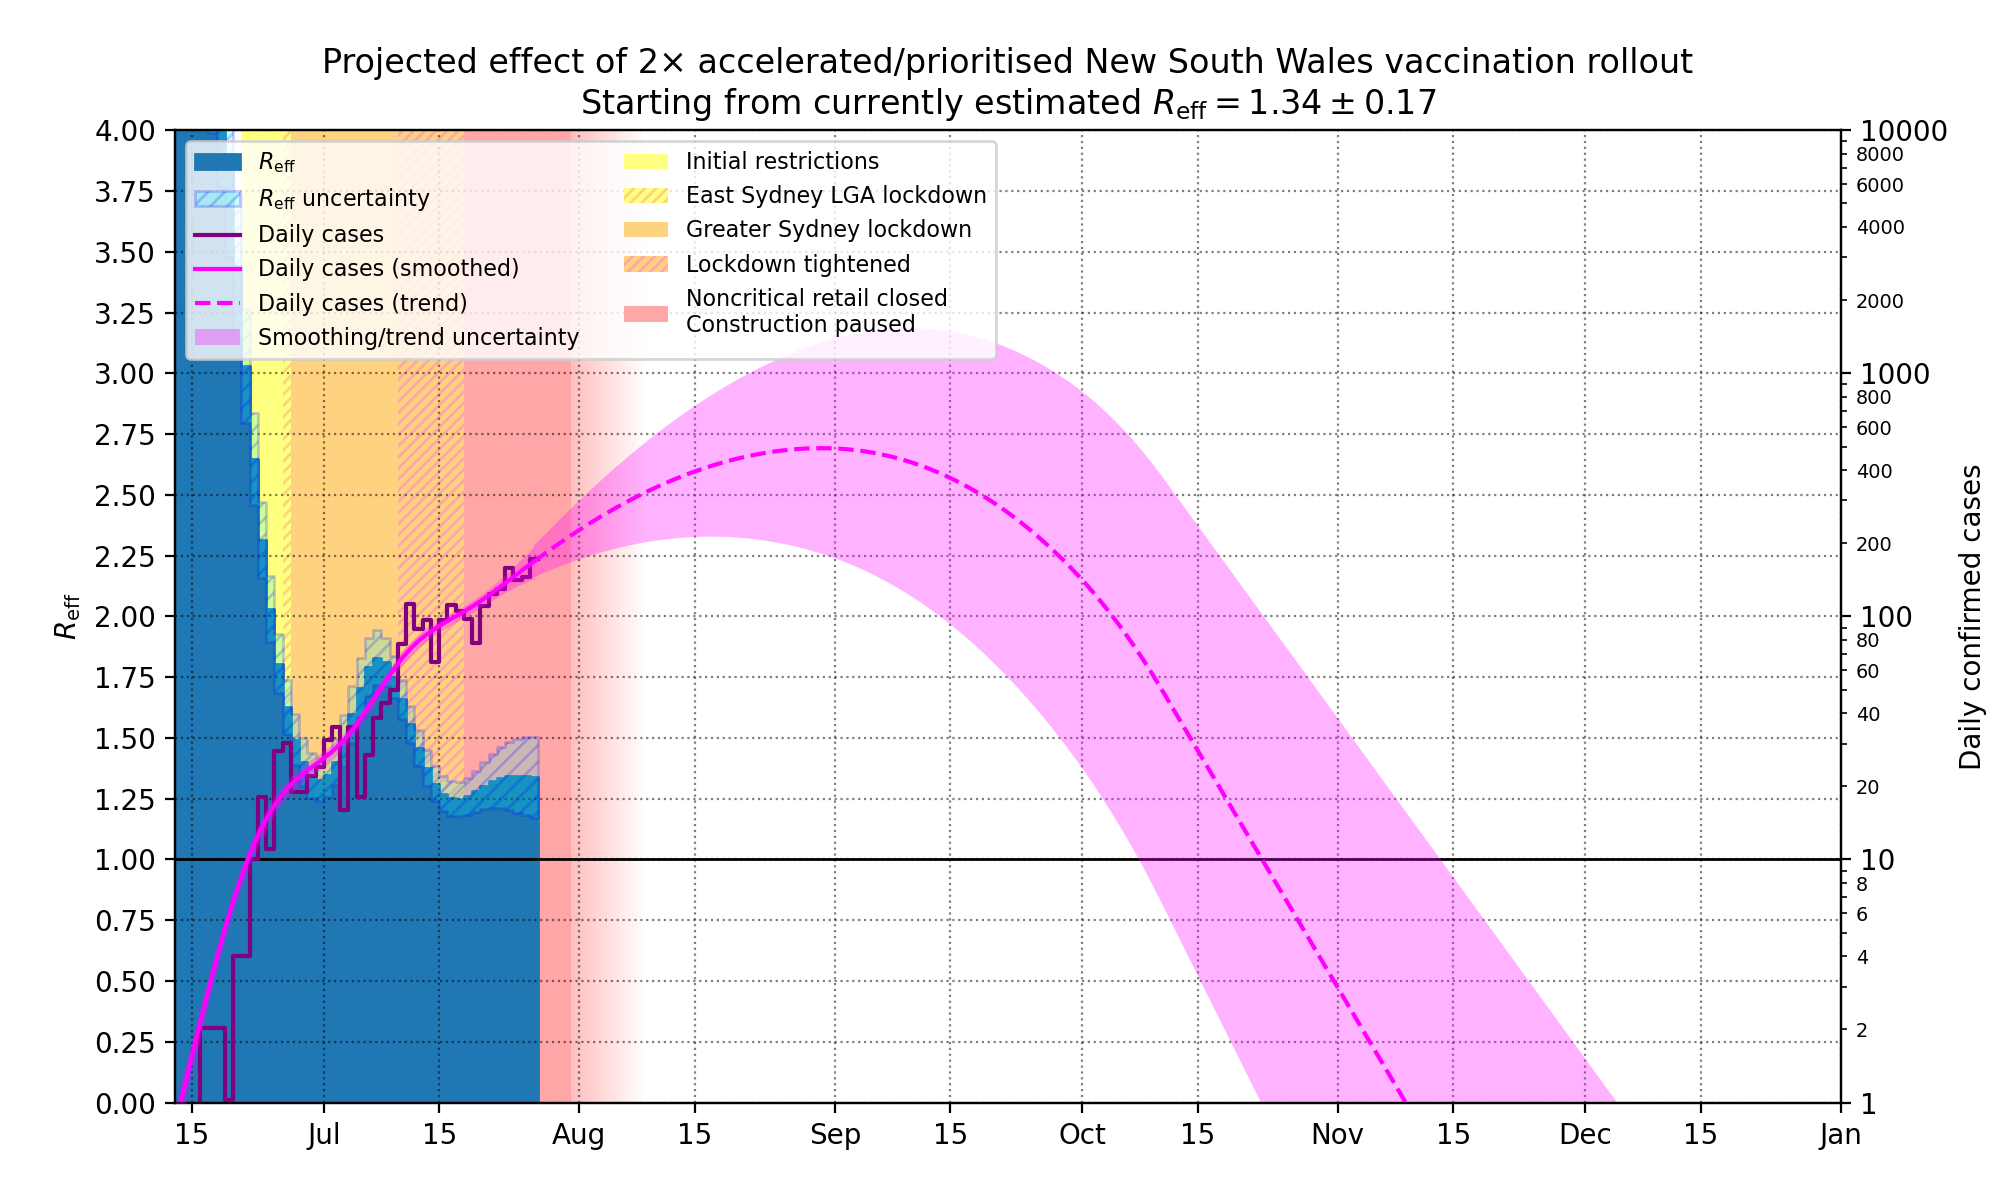 Projected effect of 2× accelerated/prioritised New South Wales vaccination rollout
Starting from currently estimated Reff = 1.34 ± 0.17
Reff
Reff uncertainty
Daily cases
Daily cases (smoothed)
Daily cases (trend)
Smoothing/trend uncertainty
Initial restrictions
East Sydney LGA lockdown
Greater Sydney lockdown
Lockdown tightened
Noncritical retail closed
Construction paused
Reff
4.00
3.75
3.50
3.25
3.00
2.75
2.50
2.25
2.00
1.75
1.50
1.25
1.00
0.75
0.50
0.25
0.00
15
Jul
15
Aug
15
Sep
15
Oct
15
Nov
15
Dec
15
Jan
10000
8000
6000
4000
2000
1000
800
600
400
200
100
80
60
40
20
10
8
6
4
2
1
Daily confirmed cases